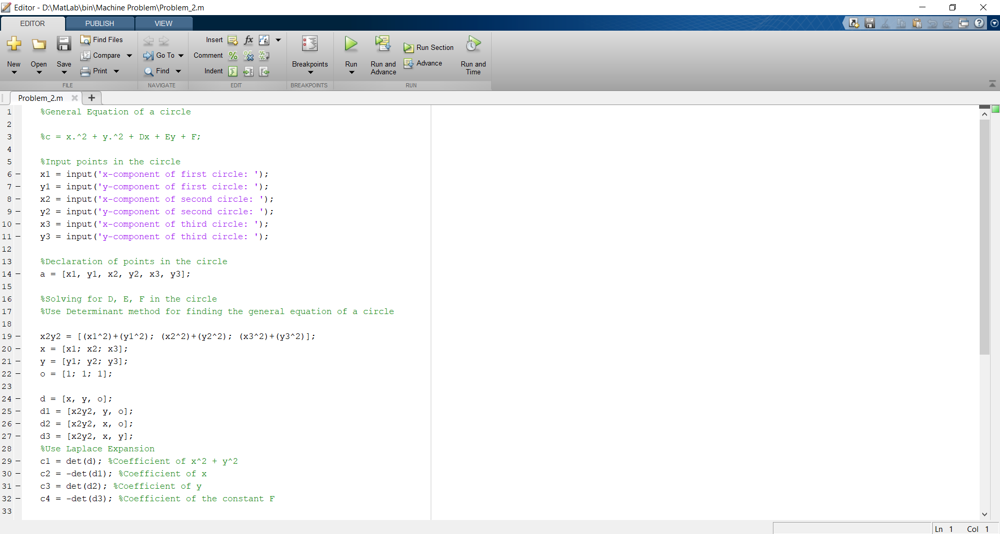 Editor - D:\MatLab\bin\Machine Problem\Problem_2.m
EDITOR PUBLISH VIEW
New
Open
Save
Find Files
Compare
Print
FILE
Go To
Find
NAVIGATE
Insert
Comment
Indent
EDIT
Breakpoints
BREAKPOINTS
Run
Run and
Advance
Run Section
Advance
Run and
Time
RUN
Problem_2.m
1 %General Equation of a circle
2
3 %c = x.^2 + y.^2 + Dx + Ey + F;
4
5 %Input points in the circle
6 – x1 = input('x-component of first circle: ');
7 – y1 = input('y-component of first circle: ');
8 – x2 = input('x-component of second circle: ');
9 – y2 = input('y-component of second circle: ');
10 – x3 = input('x-component of third circle: ');
11 – y3 = input('y-component of third circle: ');
12
13 %Declaration of points in the circle
14 – a = [x1, y1, x2, y2, x3, y3];
15
16 %Solving for D, E, F in the circle
17 %Use Determinant method for finding the general equation of a circle
18
19 – x2y2 = [(x1^2)+(y1^2); (x2^2)+(y2^2); (x3^2)+(y3^2)];
20 – x = [x1; x2; x3];
21 – y = [y1; y2; y3];
22 – o = [1; 1; 1];
23
24 – d = [x, y, o];
25 – d1 = [x2y2, y, o];
26 – d2 = [x2y2, x, o];
27 – d3 = [x2y2, x, y];
28 %Use Laplace Expansion
29 – c1 = det(d); %Coefficient of x^2 + y^2
30 – c2 = -det(d1); %Coefficient of x
31 – c3 = det(d2); %Coefficient of y
32 – c4 = -det(d3); %Coefficient of the constant F
33
Ln 1 Col 1